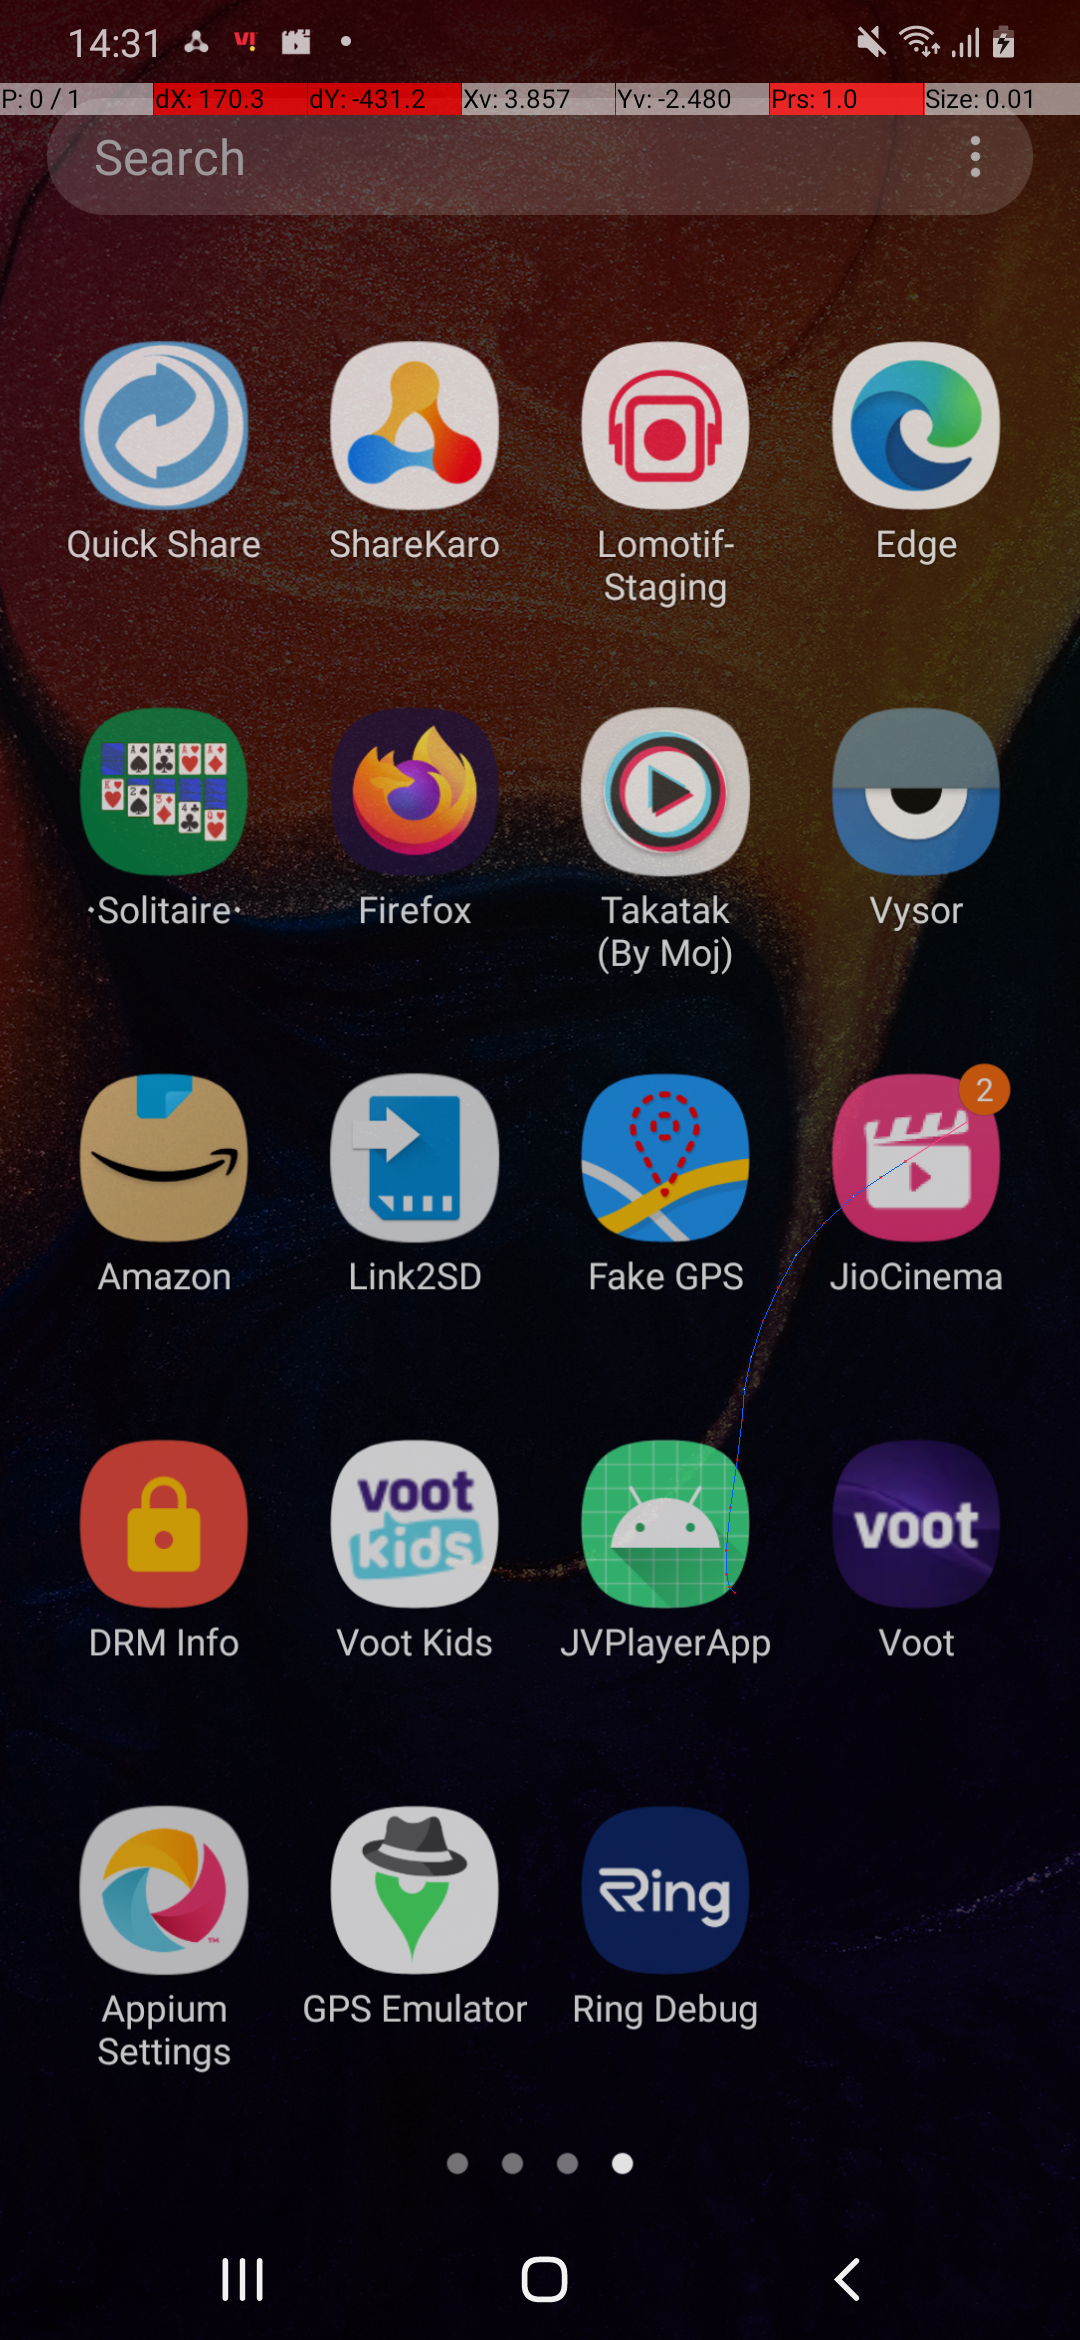 14:31 VI!
P: 0 / 1 dX: 170.3 dY: -431.2 Xv: 3.857 Yv: -2.480 Prs: 1.0 Size: 0.01
Search
Quick Share ShareKaro Lomotif- Edge
Staging
·Solitaire· Firefox Takatak Vysor
(By Moj)
2
Amazon Link2SD Fake GPS JioCinema
voot
kids
voot
DRM Info Voot Kids JVPlayerApp Voot
Ring
Appium GPS Emulator Ring Debug
Settings